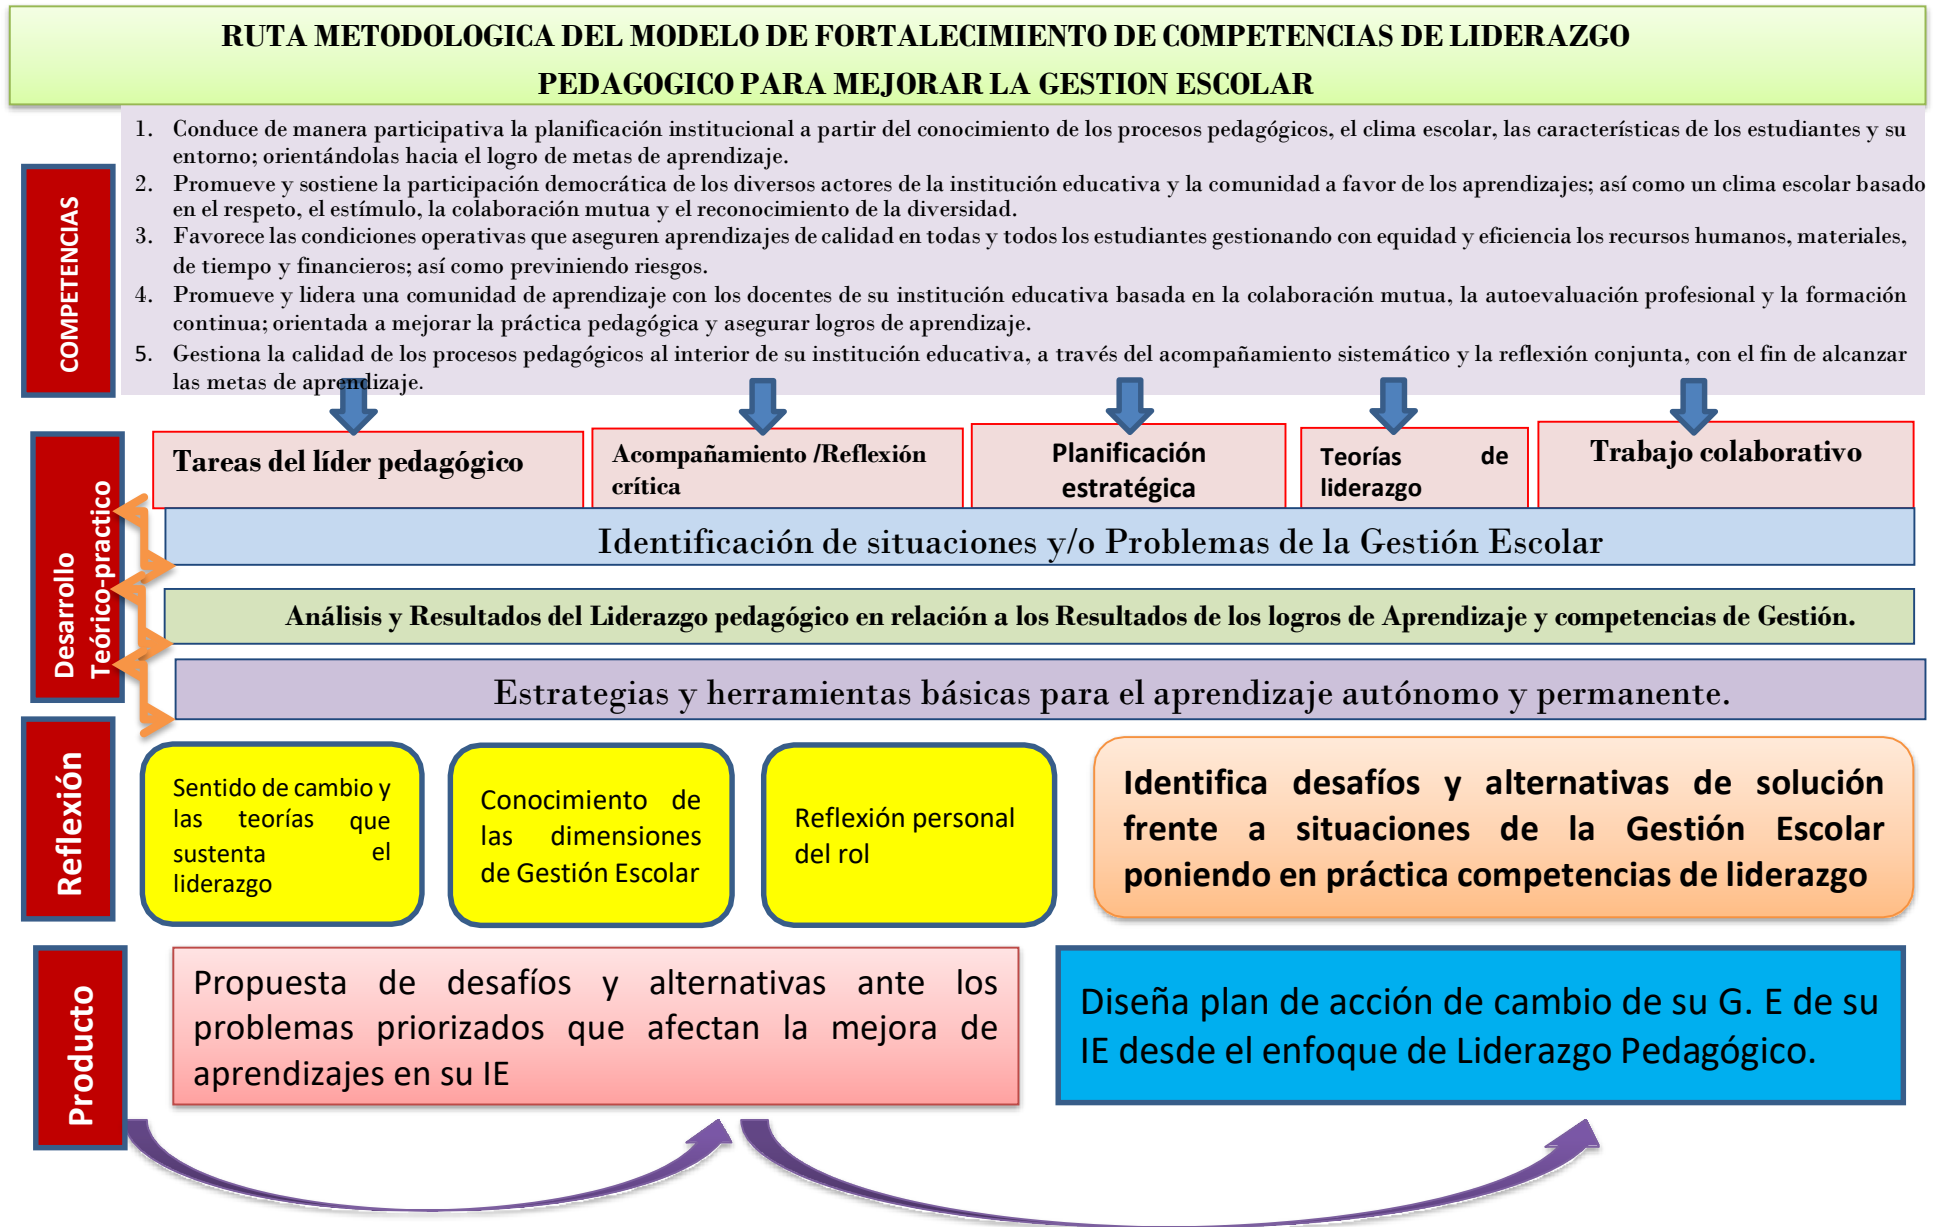 RUTA METODOLOGICA DEL MODELO DE FORTALECIMIENTO DE COMPETENCIAS DE LIDERAZGO
PEDAGOGICO PARA MEJORAR LA GESTION ESCOLAR
COMPETENCIAS
1. Conduce de manera participativa la planificación institucional a partir del conocimiento de los procesos pedagógicos, el clima escolar, las características de los estudiantes y su
entorno; orientándolas hacia el logro de metas de aprendizaje.
2. Promueve y sostiene la participación democrática de los diversos actores de la institución educativa y la comunidad a favor de los aprendizajes; así como un clima escolar basado
en el respeto, el estímulo, la colaboración mutua y el reconocimiento de la diversidad.
3. Favorece las condiciones operativas que aseguren aprendizajes de calidad en todas y todos los estudiantes gestionando con equidad y eficiencia los recursos humanos, materiales,
de tiempo y financieros; así como previniendo riesgos.
4. Promueve y lidera una comunidad de aprendizaje con los docentes de su institución educativa basada en la colaboración mutua, la autoevaluación profesional y la formación
continua; orientada a mejorar la práctica pedagógica y asegurar logros de aprendizaje.
5. Gestiona la calidad de los procesos pedagógicos al interior de su institución educativa, a través del acompañamiento sistemático y la reflexión conjunta, con el fin de alcanzar
las metas de aprendizaje.
Desarrollo
Teórico-practico
Tareas del líder pedagógico
Acompañamiento /Reflexión
crítica
Planificación
estratégica
Teorías de
liderazgo
Trabajo colaborativo
Identificación de situaciones y/o Problemas de la Gestión Escolar
Análisis y Resultados del Liderazgo pedagógico en relación a los Resultados de los logros de Aprendizaje y competencias de Gestión.
Estrategias y herramientas básicas para el aprendizaje autónomo y permanente.
Reflexión
Sentido de cambio y
las teorías que
sustenta el
liderazgo
Conocimiento de
las dimensiones
de Gestión Escolar
Reflexión personal
del rol
Identifica desafíos y alternativas de solución
frente a situaciones de la Gestión Escolar
poniendo en práctica competencias de liderazgo
Producto
Propuesta de desafíos y alternativas ante los
problemas priorizados que afectan la mejora de
aprendizajes en su IE
Diseña plan de acción de cambio de su G. E de su
IE desde el enfoque de Liderazgo Pedagógico.